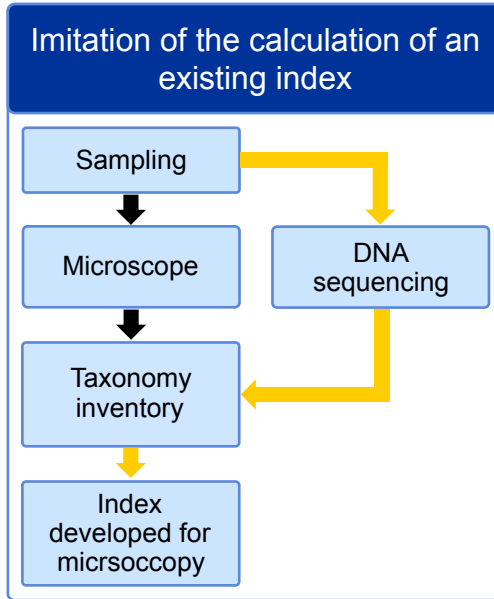 Imitation of the calculation of an
existing index
Sampling
Microscope
DNA
sequencing
Taxonomy
inventory
Index
developed for
micrsoccopy